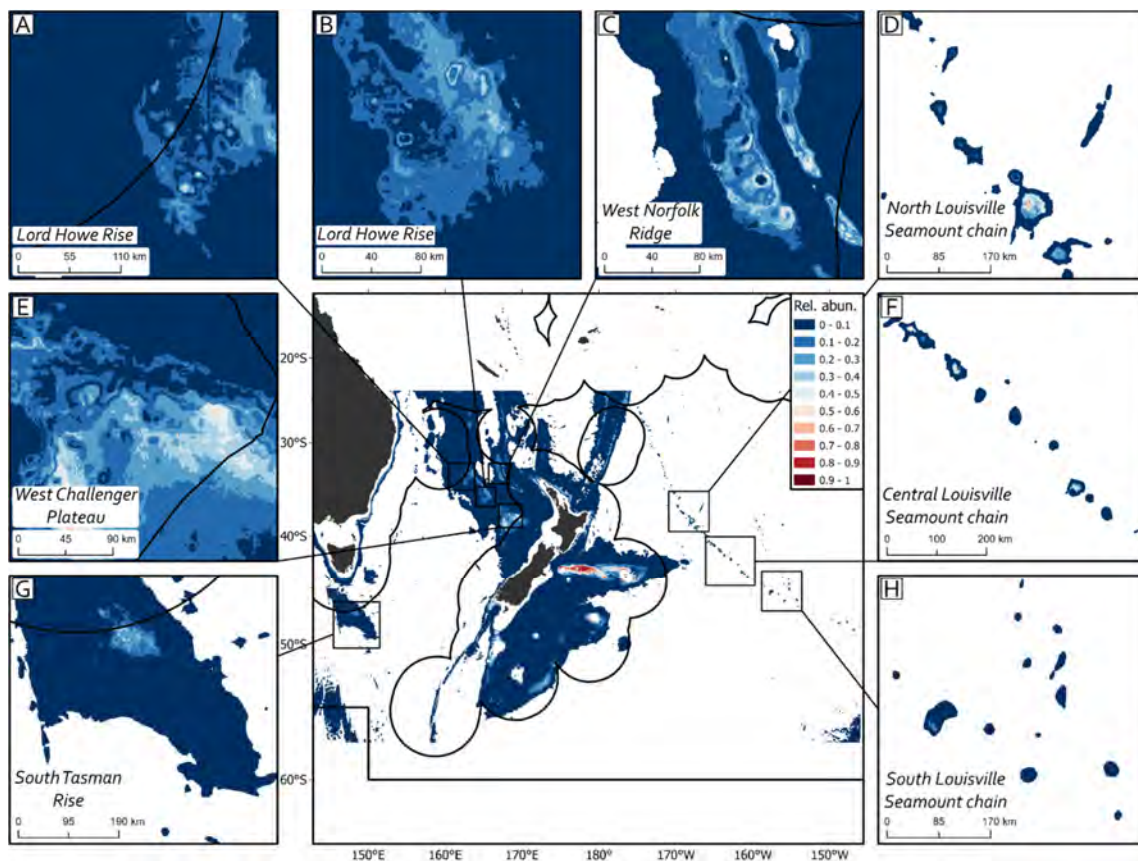 A
Lord Howe Rise
0 55 110 km
B
Lord Howe Rise
0 40 80 km
C
West Norfolk
Ridge
0 40 80 km
D
North Louisville
Seamount chain
0 85 170 km
E
West Challenger
Plateau
0 45 90 km
Rel. abun.
0 - 0.1
0.1 - 0.2
0.2 - 0.3
0.3 - 0.4
0.4 - 0.5
0.5 - 0.6
0.6 - 0.7
0.7 - 0.8
0.8 - 0.9
0.9 - 1
20°S
30°S
40°S
50°S
60°S
150°E
160°E
170°E
180°
170°W
160°W
150°W
F
Central Louisville
Seamount chain
0 100 200 km
G
South Tasman
Rise
0 95 190 km
H
South Louisville
Seamount chain
0 85 170 km